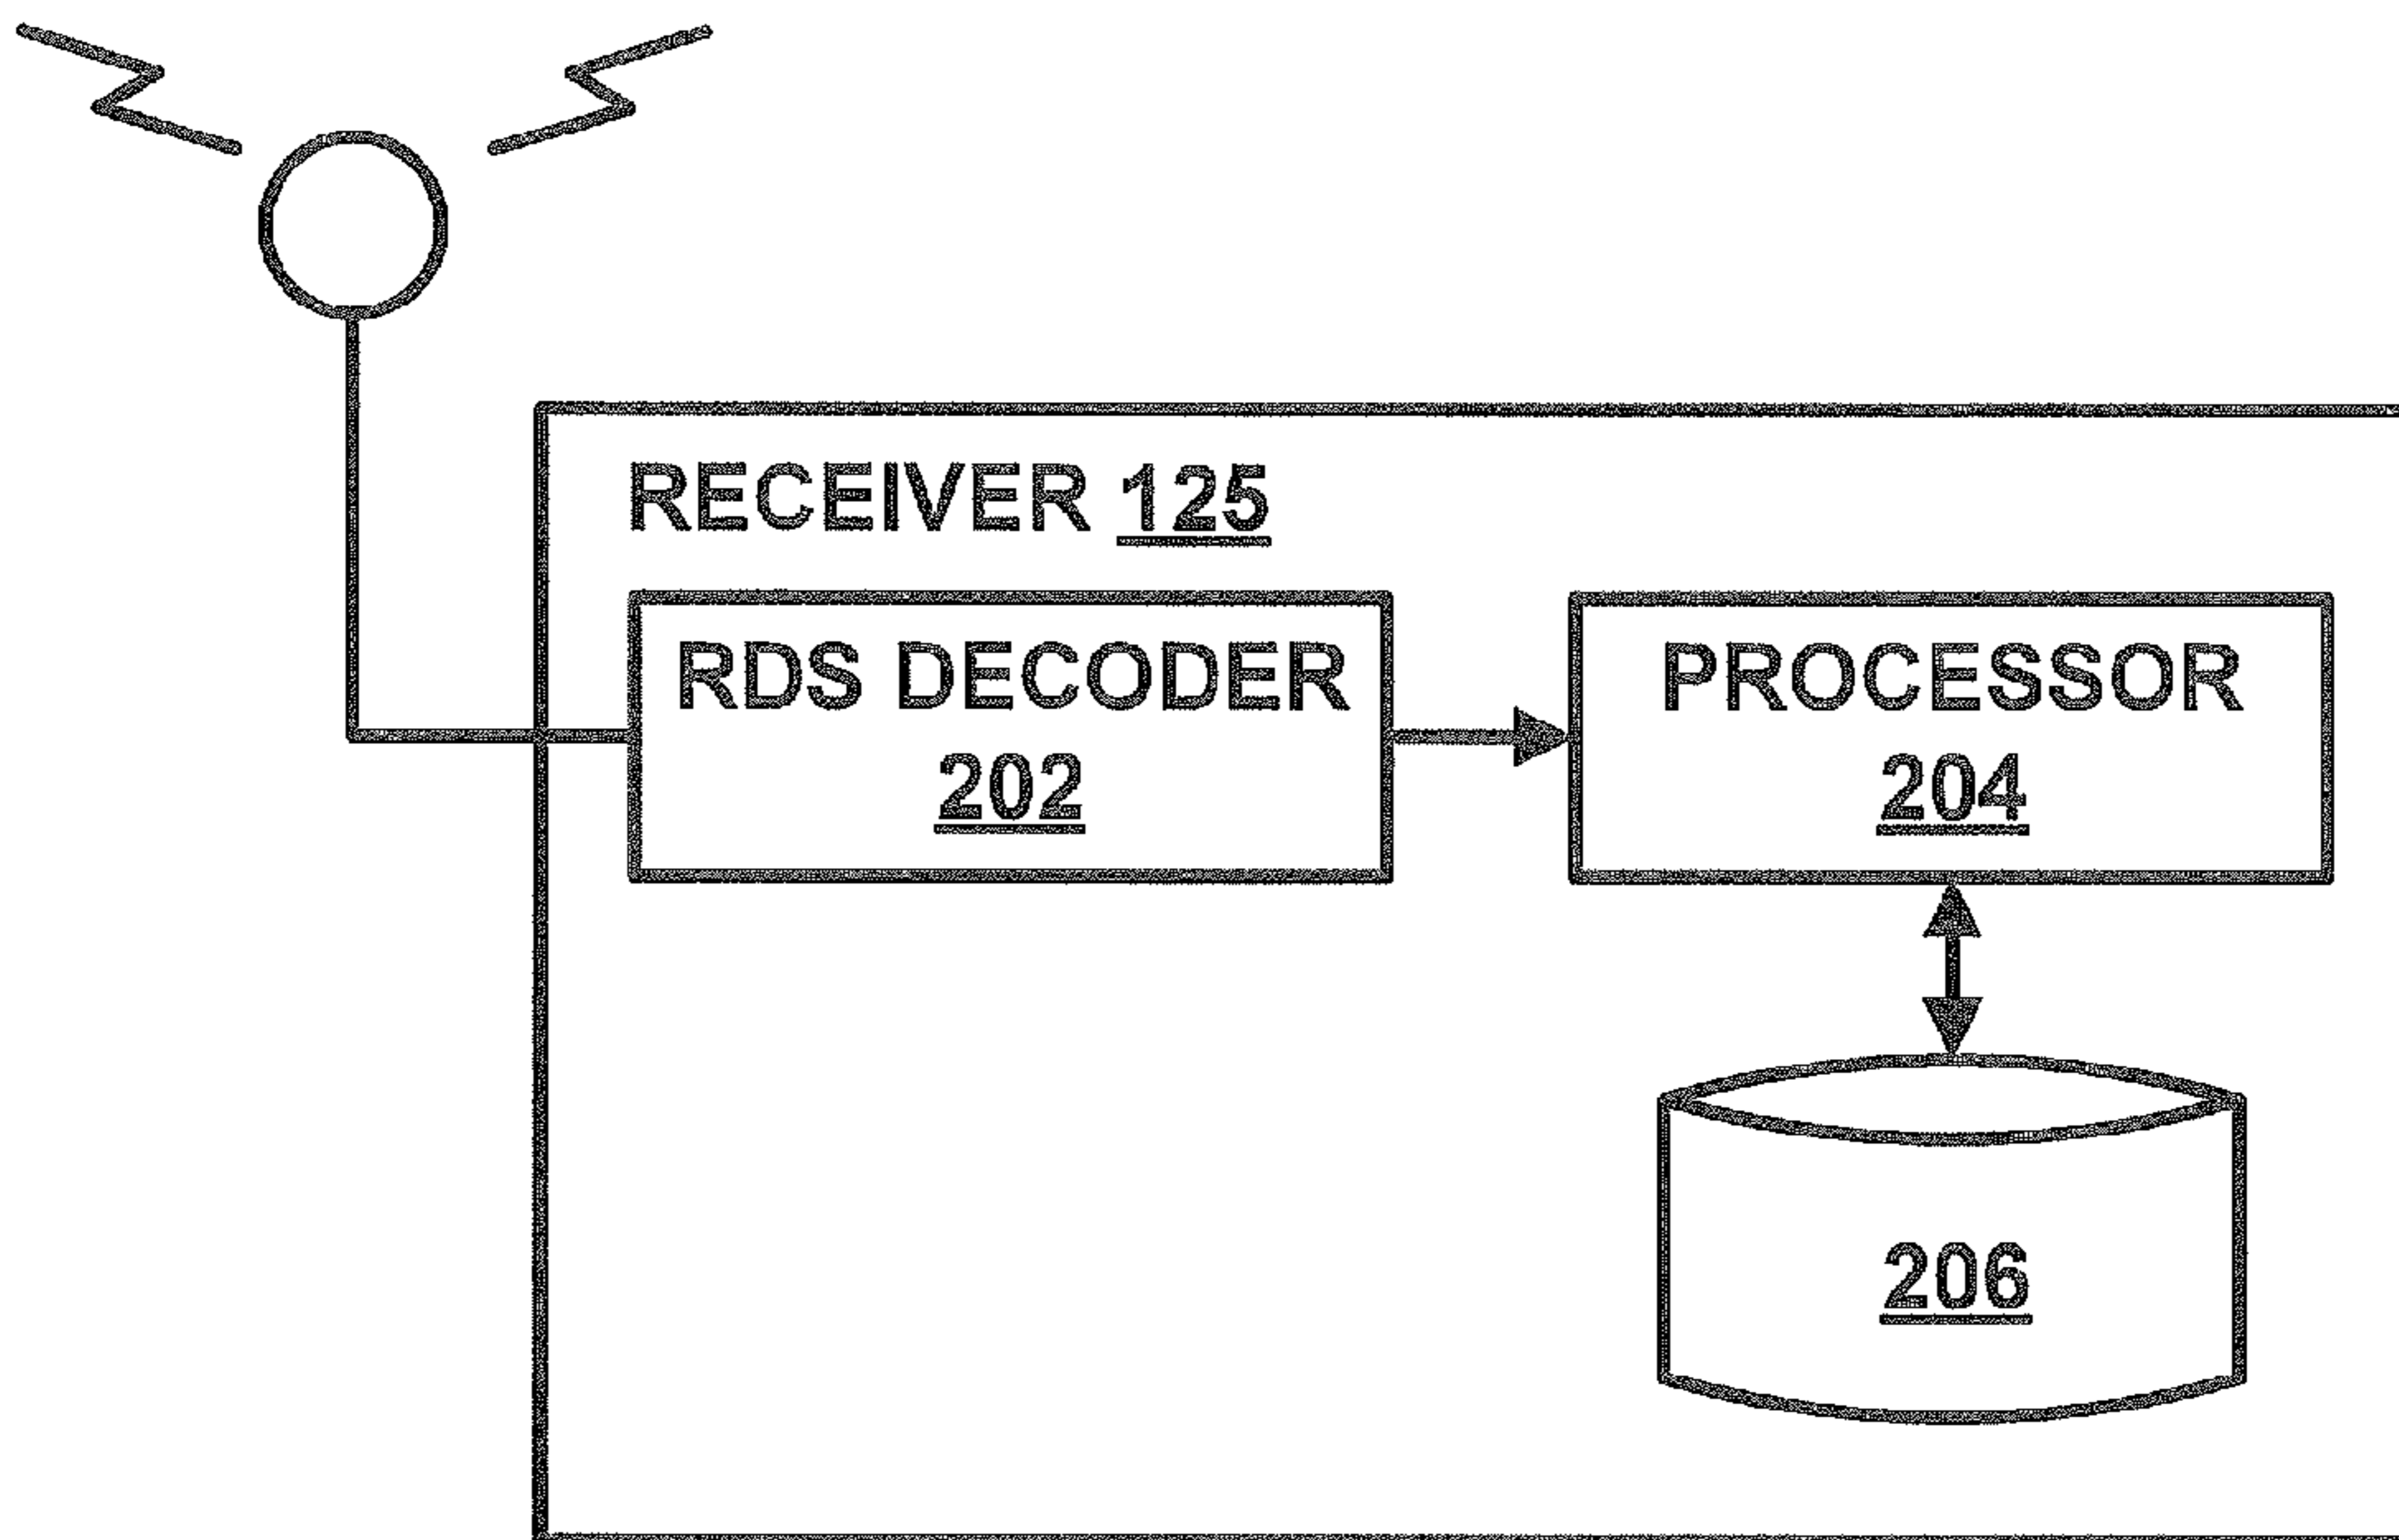 RECEIVER 125
RDS DECODER
202
PROCESSOR
204
206